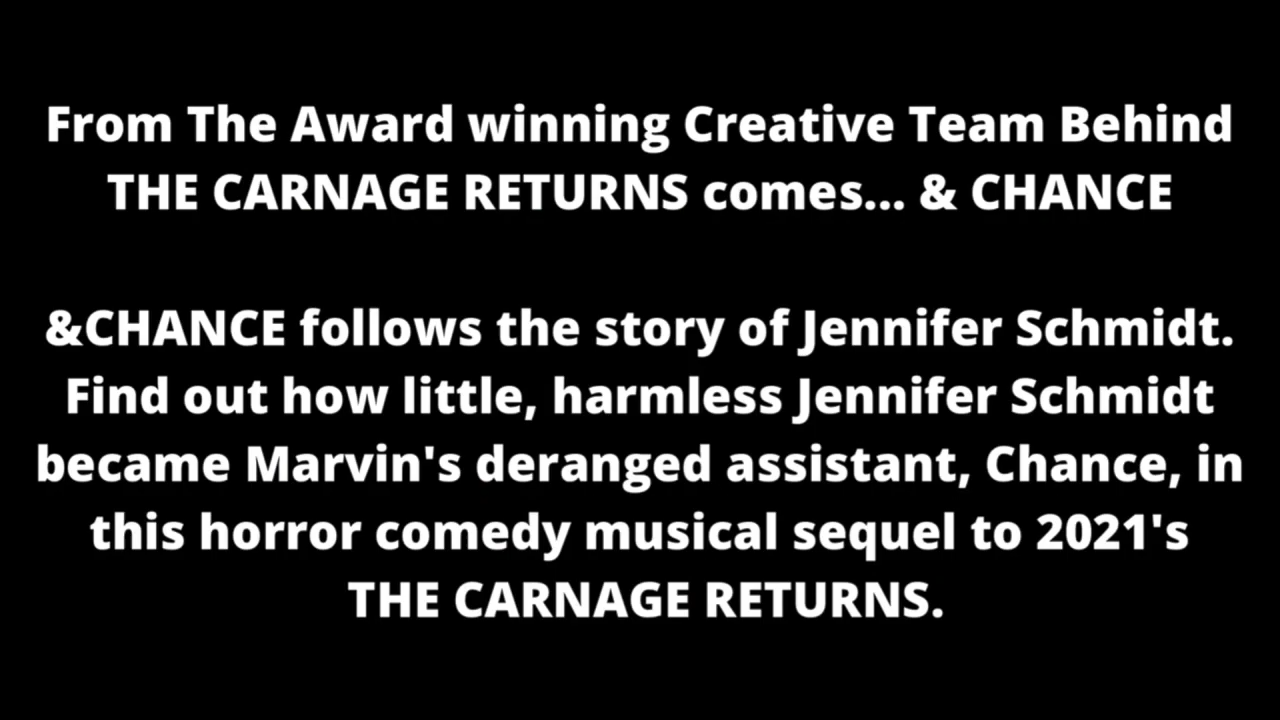 From The Award winning Creative Team Behind
THE CARNAGE RETURNS comes... & CHANCE
&CHANCE follows the story of Jennifer Schmidt.
Find out how little, harmless Jennifer Schmidt
became Marvin's deranged assistant, Chance, in
this horror comedy musical sequel to 2021's
THE CARNAGE RETURNS.